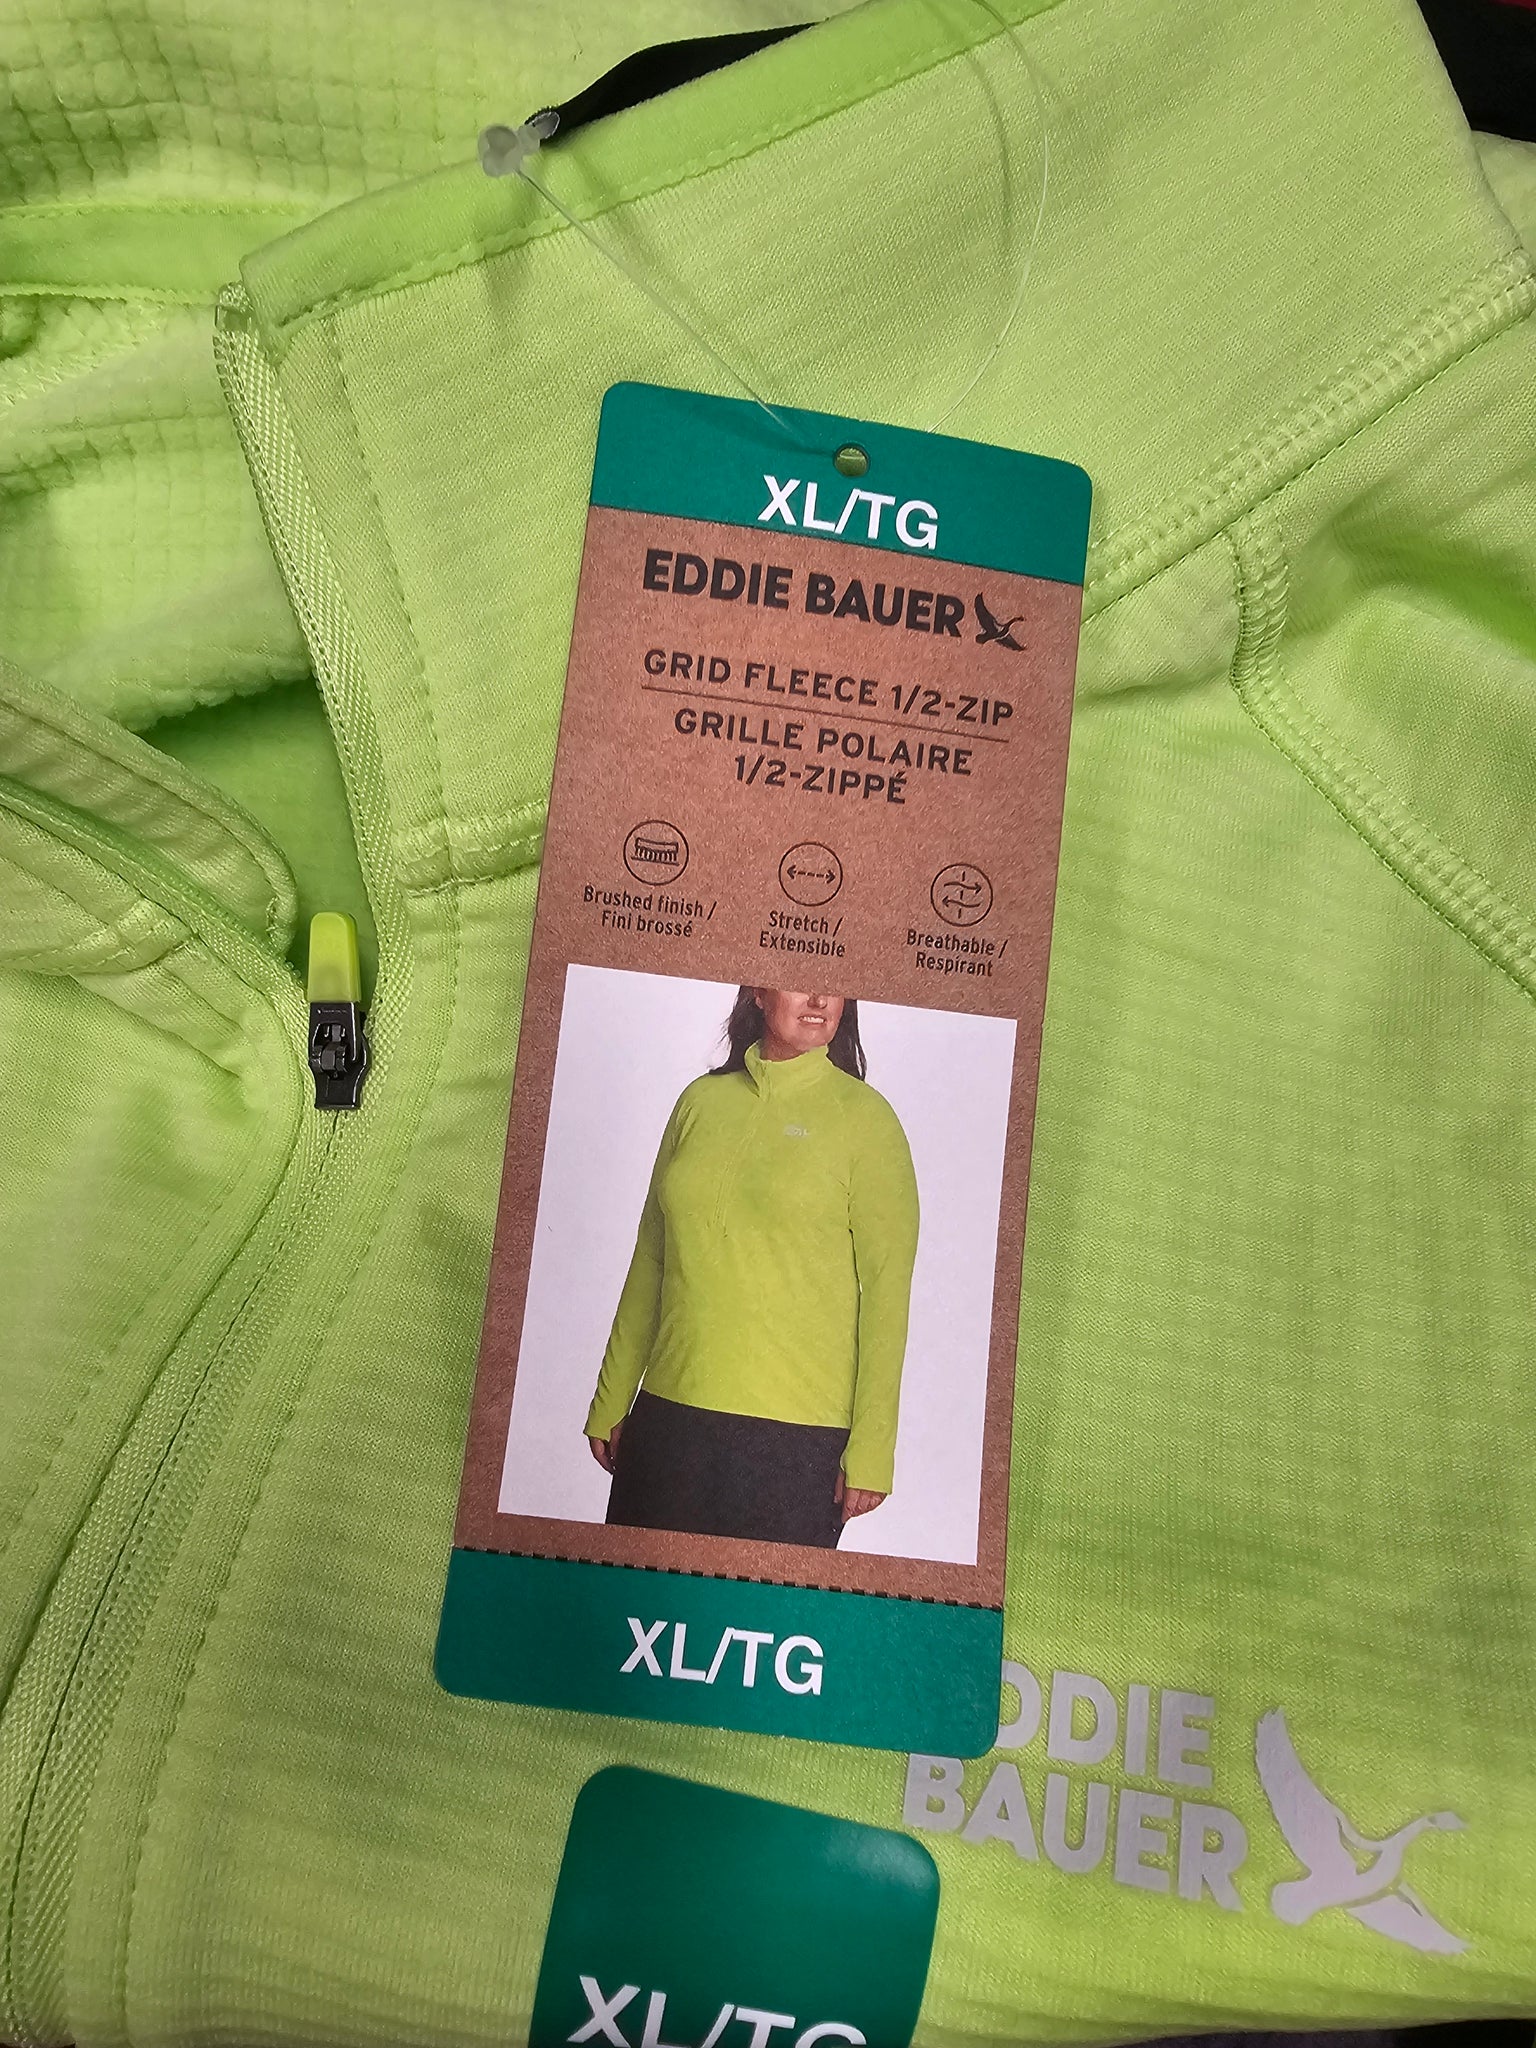 XL/TG
EDDIE BAUER
GRID FLEECE 1/2-ZIP
GRILLE POLAIRE
1/2-ZIPPÉ
Brushed finish /
Fini brossé
Stretch /
Extensible
Breathable /
Respirant
XL/TG
DDIE
BAUER
XL/TG